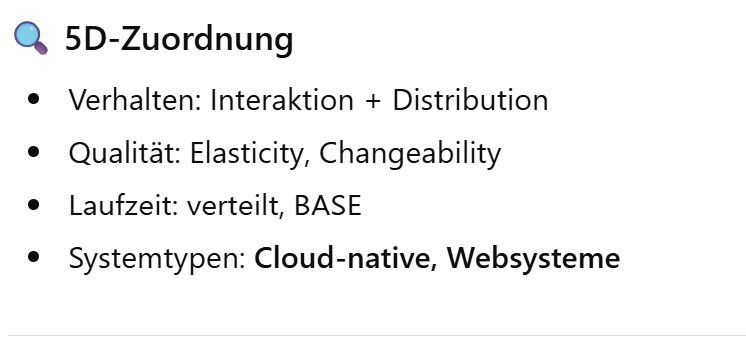 5D-Zuordnung
• Verhalten: Interaktion + Distribution
• Qualität: Elasticity, Changeability
• Laufzeit: verteilt, BASE
• Systemtypen: Cloud-native, Websysteme